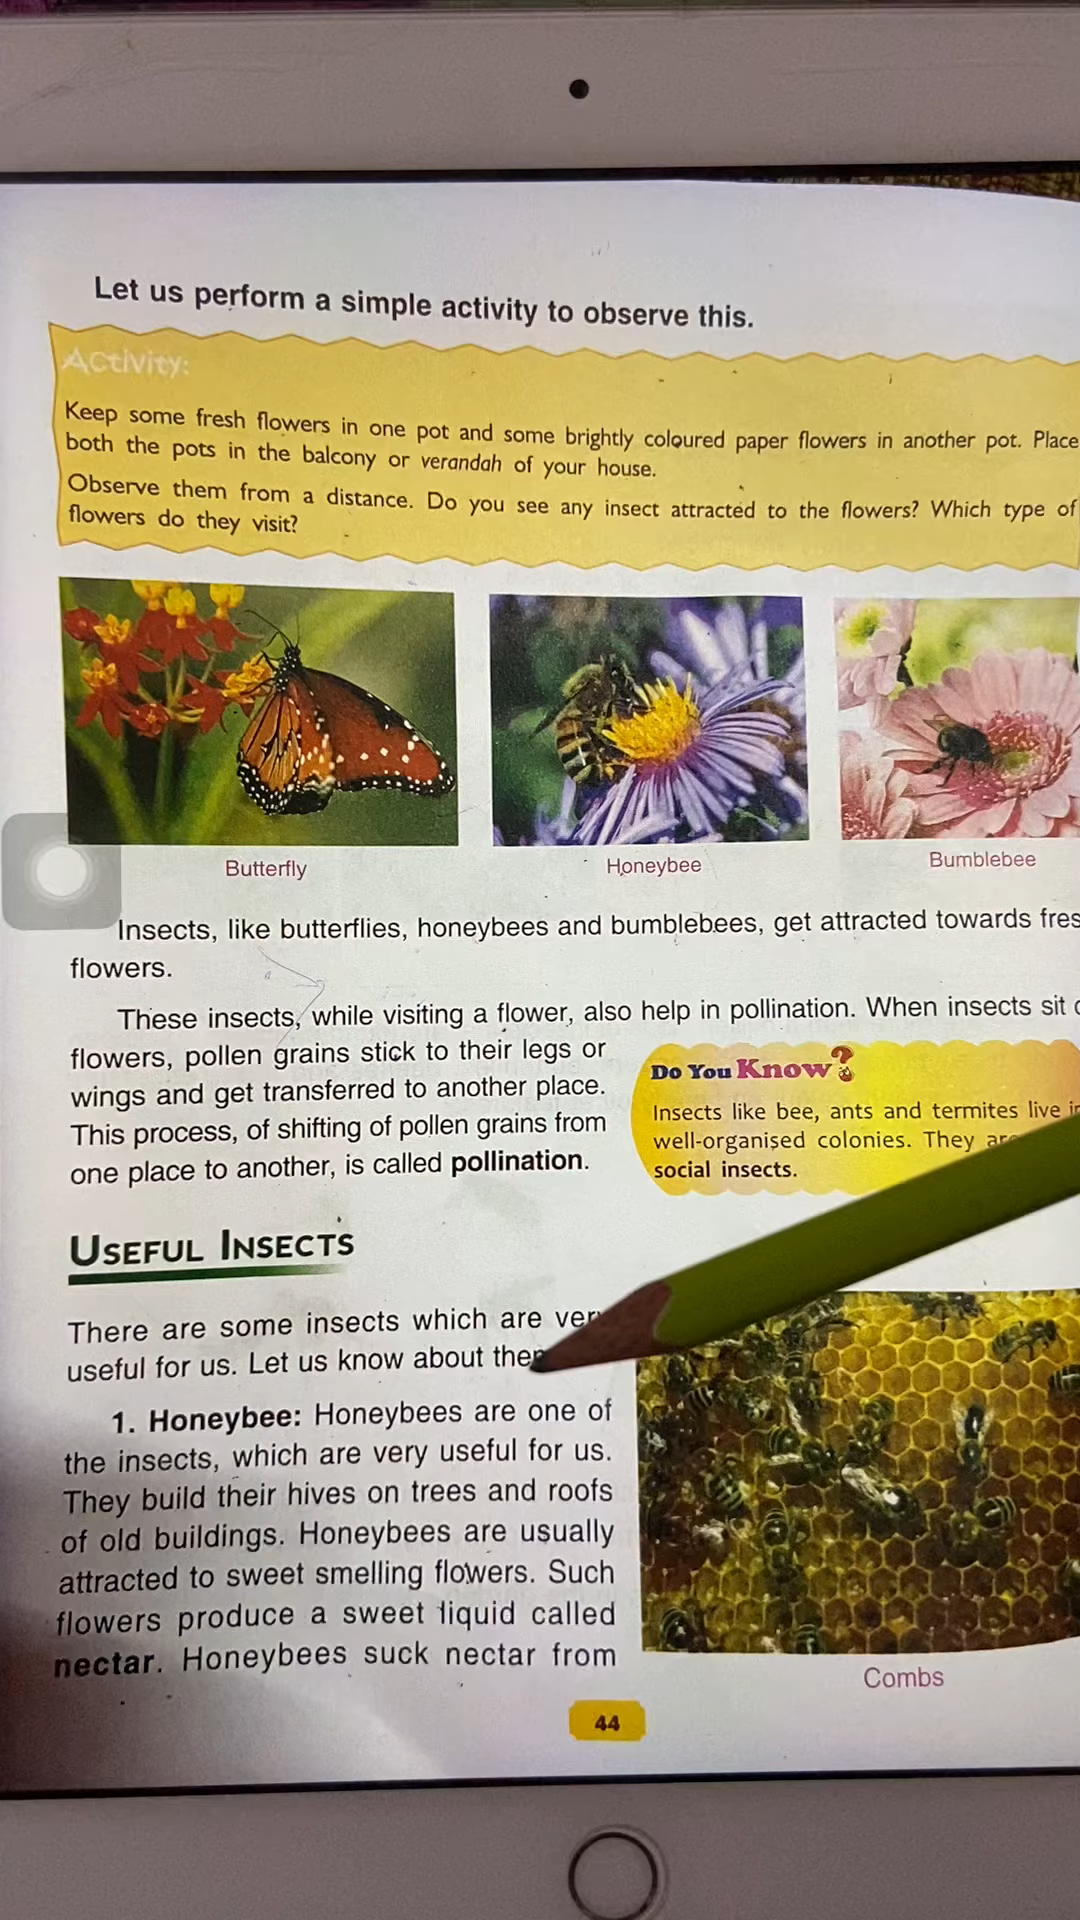 Let us perform a simple activity to observe this.
Activity:
Keep some fresh flowers in one pot and some brightly coloured paper flowers in another pot. Place
both the pots in the balcony or verandah of your house.
Observe them from a distance. Do you see any insect attracted to the flowers? Which type of
flowers do they visit?
Butterfly
Honeybee
Bumblebee
Insects, like butterflies, honeybees and bumblebees, get attracted towards
flowers.
These insects, while visiting a flower, also help in pollination. When insects sit
flowers, pollen grains stick to their legs or
wings and get transferred to another place.
This process, of shifting of pollen grains from
one place to another, is called pollination.
Do You Know?
Insects like bee, ants and termites live
well-organised colonies. They
social insects.
USEFUL INSECTS
There are some insects which are
useful for us. Let us know about
1. Honeybee: Honeybees are one of
the insects, which are very useful for us.
They build their hives on trees and roofs
of old buildings. Honeybees are usually
attracted to sweet smelling flowers. Such
flowers produce a sweet liquid called
nectar. Honeybees suck nectar from
Combs
44